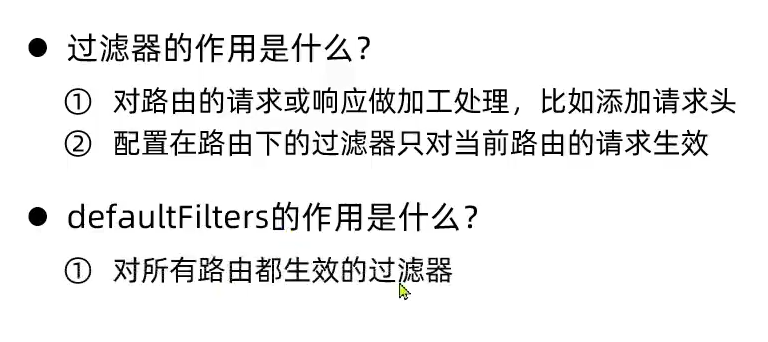 ● 过滤器的作用是什么？
① 对路由的请求或响应做加工处理，比如添加请求头
② 配置在路由下的过滤器只对当前路由的请求生效
● defaultFilters的作用是什么？
① 对所有路由都生效的过滤器